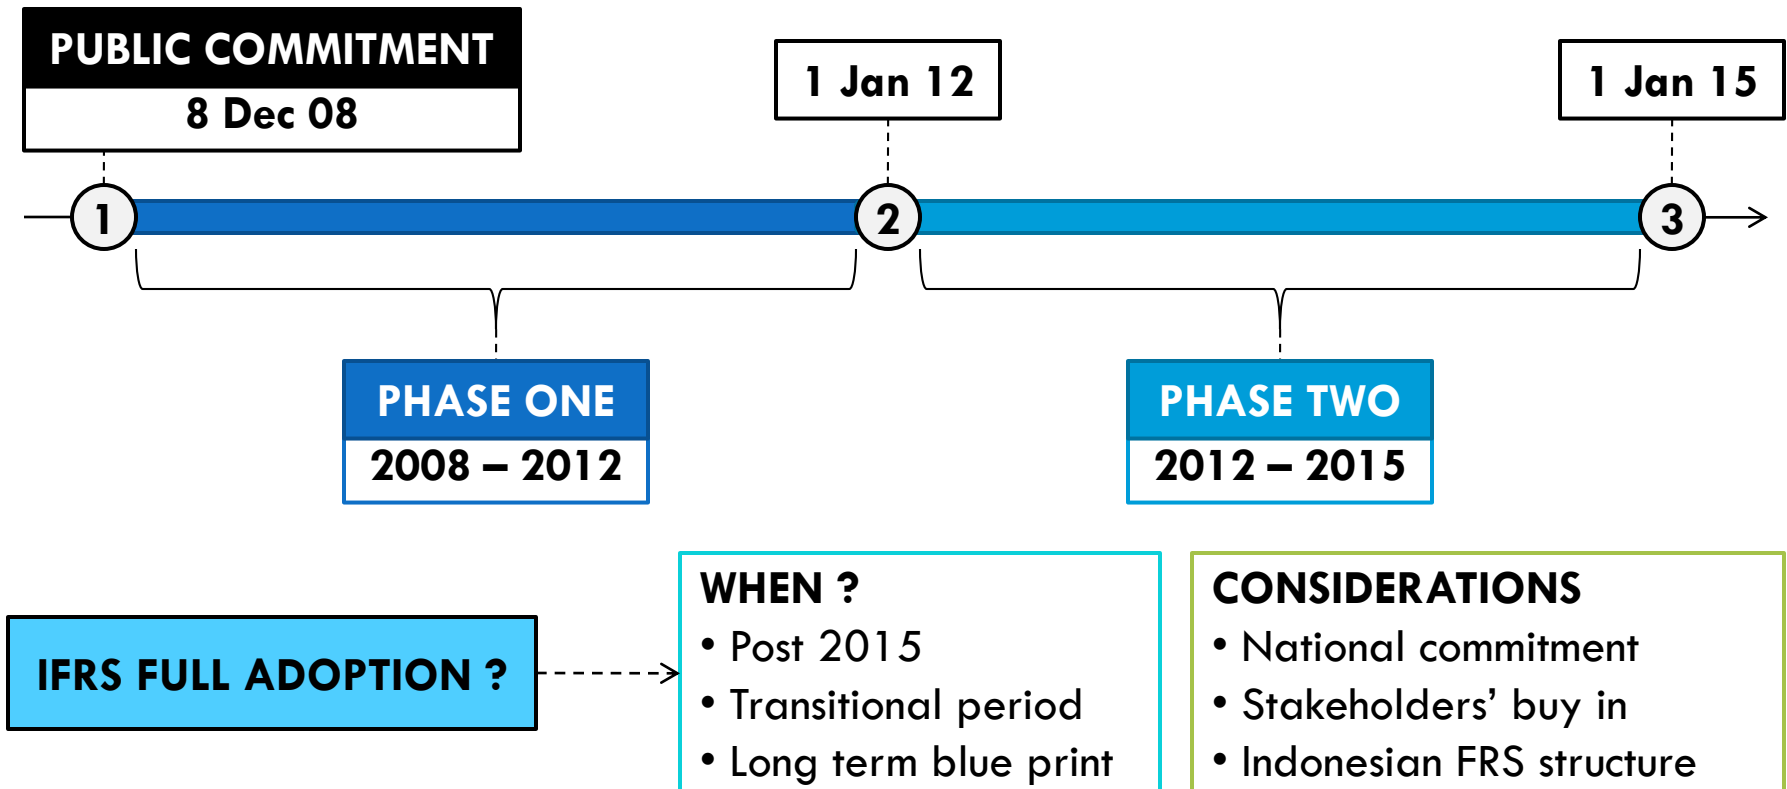 PUBLIC COMMITMENT
8 Dec 08
1 Jan 12
1 Jan 15
1
2
3
PHASE ONE
2008 – 2012
PHASE TWO
2012 – 2015
IFRS FULL ADOPTION ?
WHEN ?
• Post 2015
• Transitional period
• Long term blue print
CONSIDERATIONS
• National commitment
• Stakeholders’ buy in
• Indonesian FRS structure